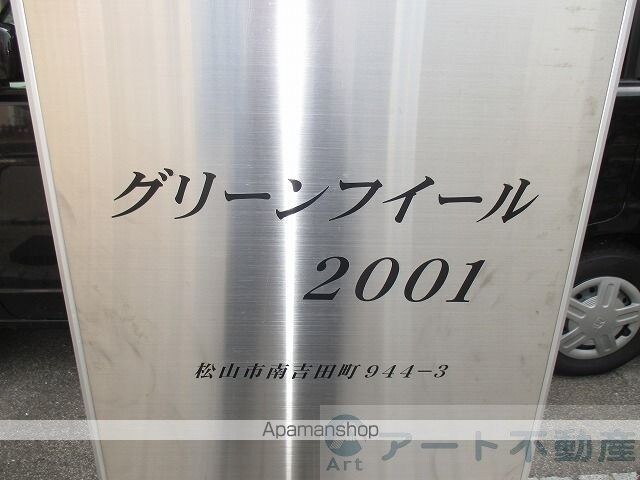 グリーンフイール
2001
松山市南吉田町944-3
Apamanshop
Art アート不動産